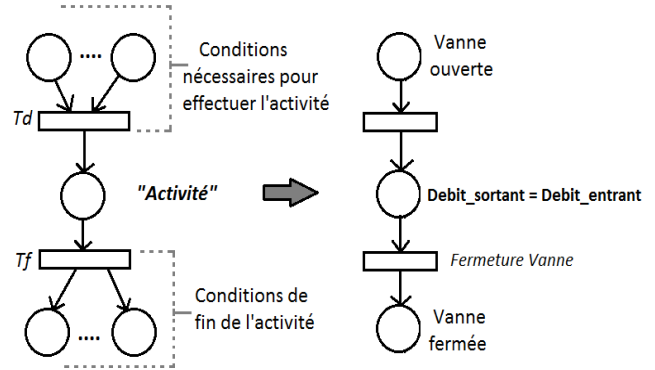 ....
Conditions
nécessaires pour
effectuer l'activité
Td
"Activité"
Tf
Conditions de
fin de l'activité
....
Vanne
ouverte
Debit_sortant = Debit_entrant
Fermeture Vanne
Vanne
fermée